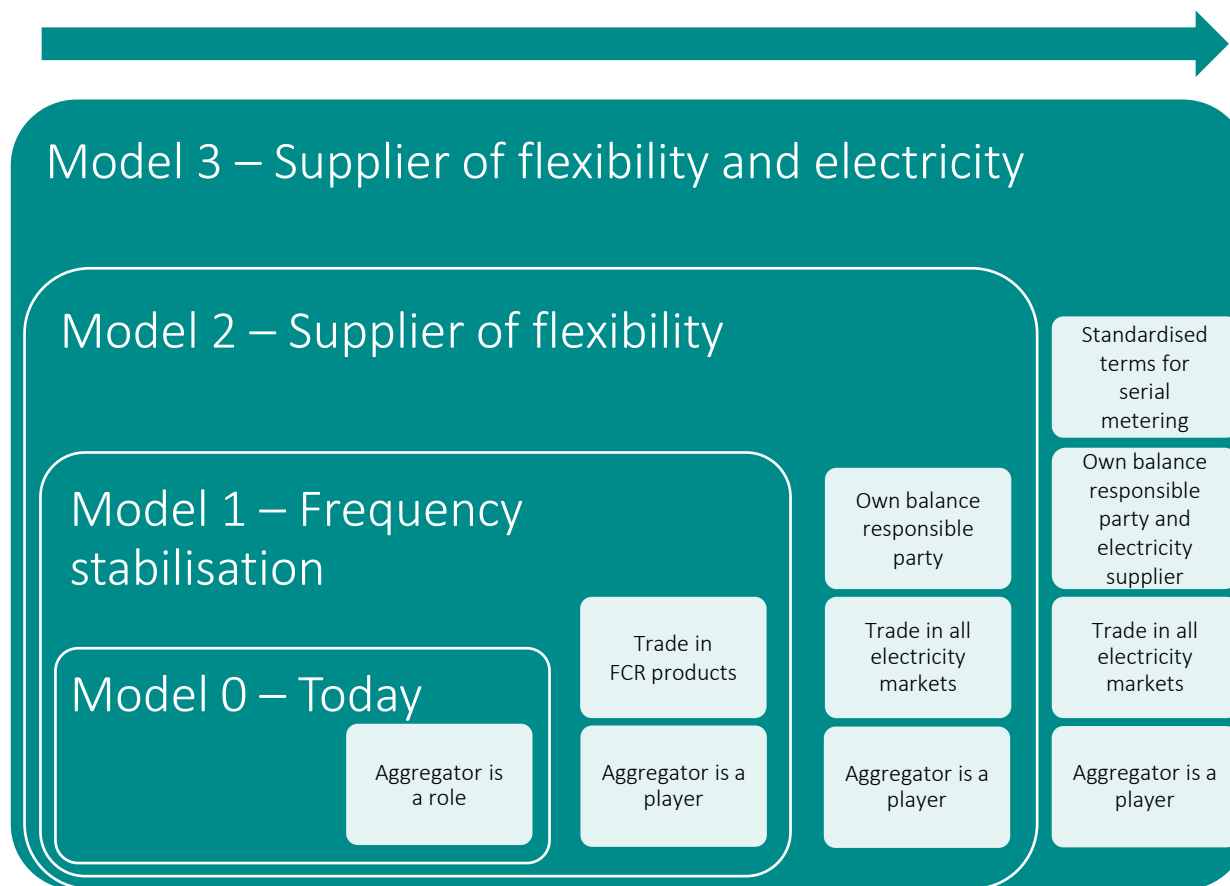 Model 3 – Supplier of flexibility and electricity
Model 2 – Supplier of flexibility
Standardised
terms for
serial
metering
Model 1 – Frequency
stabilisation
Own balance
responsible
party
Own balance
responsible
party and
electricity
supplier
Trade in
FCR products
Trade in all
electricity
markets
Trade in all
electricity
markets
Model 0 – Today
Aggregator is
a role
Aggregator is a
player
Aggregator is a
player
Aggregator is a
player